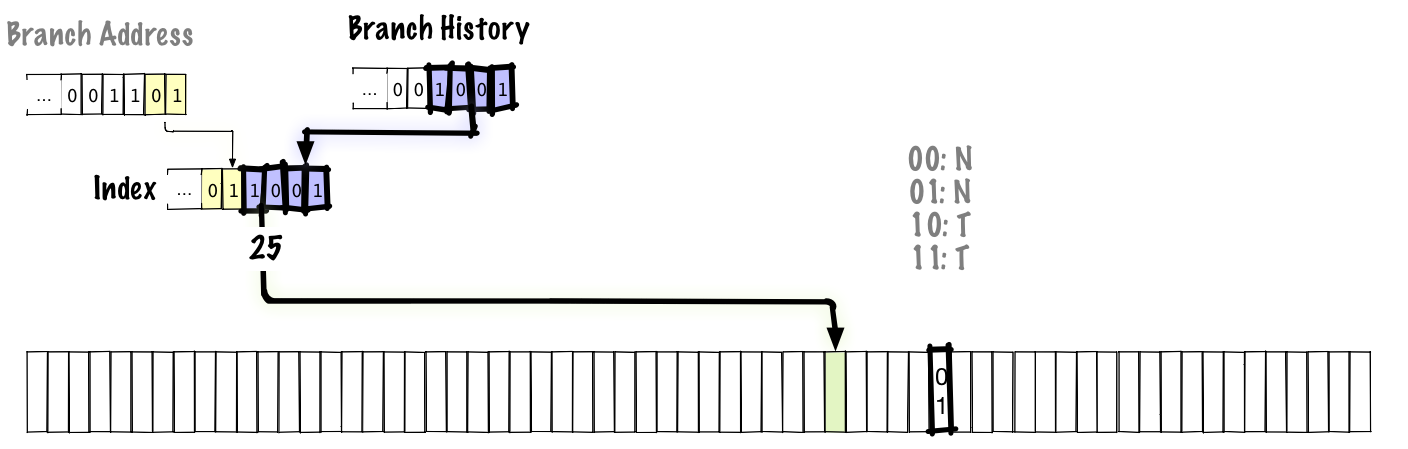 Branch Address
Branch History
... 0 0 1 1 0 1
... 0 0 1 0 0 1
Index ... 0 1 1 0 0 1
25
00: N
01: N
10: T
11: T
0
1